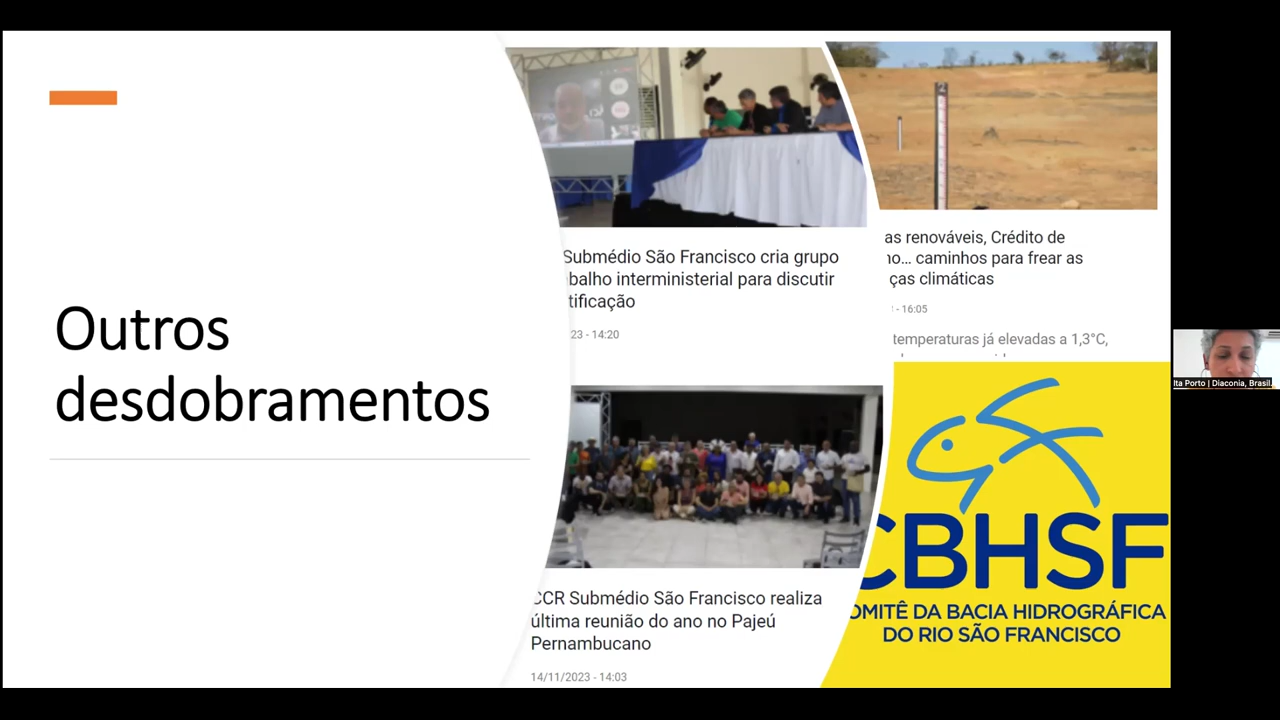 Outros
desdobramentos
Submédio São Francisco cria grupo
balho interministerial para discutir
tificação
23 - 14:20
as renováveis, Crédito de
no... caminhos para frear as
ças climáticas
- 16:05
temperaturas já elevadas a 1,3°C,
CCR Submédio São Francisco realiza
última reunião do ano no Pajeú
Pernambucano
14/11/2023 - 14:03
CBHSF
OMITÊ DA BACIA HIDROGRÁFICA
DO RIO SÃO FRANCISCO
Ita Porto | Diaconia, Brasil.